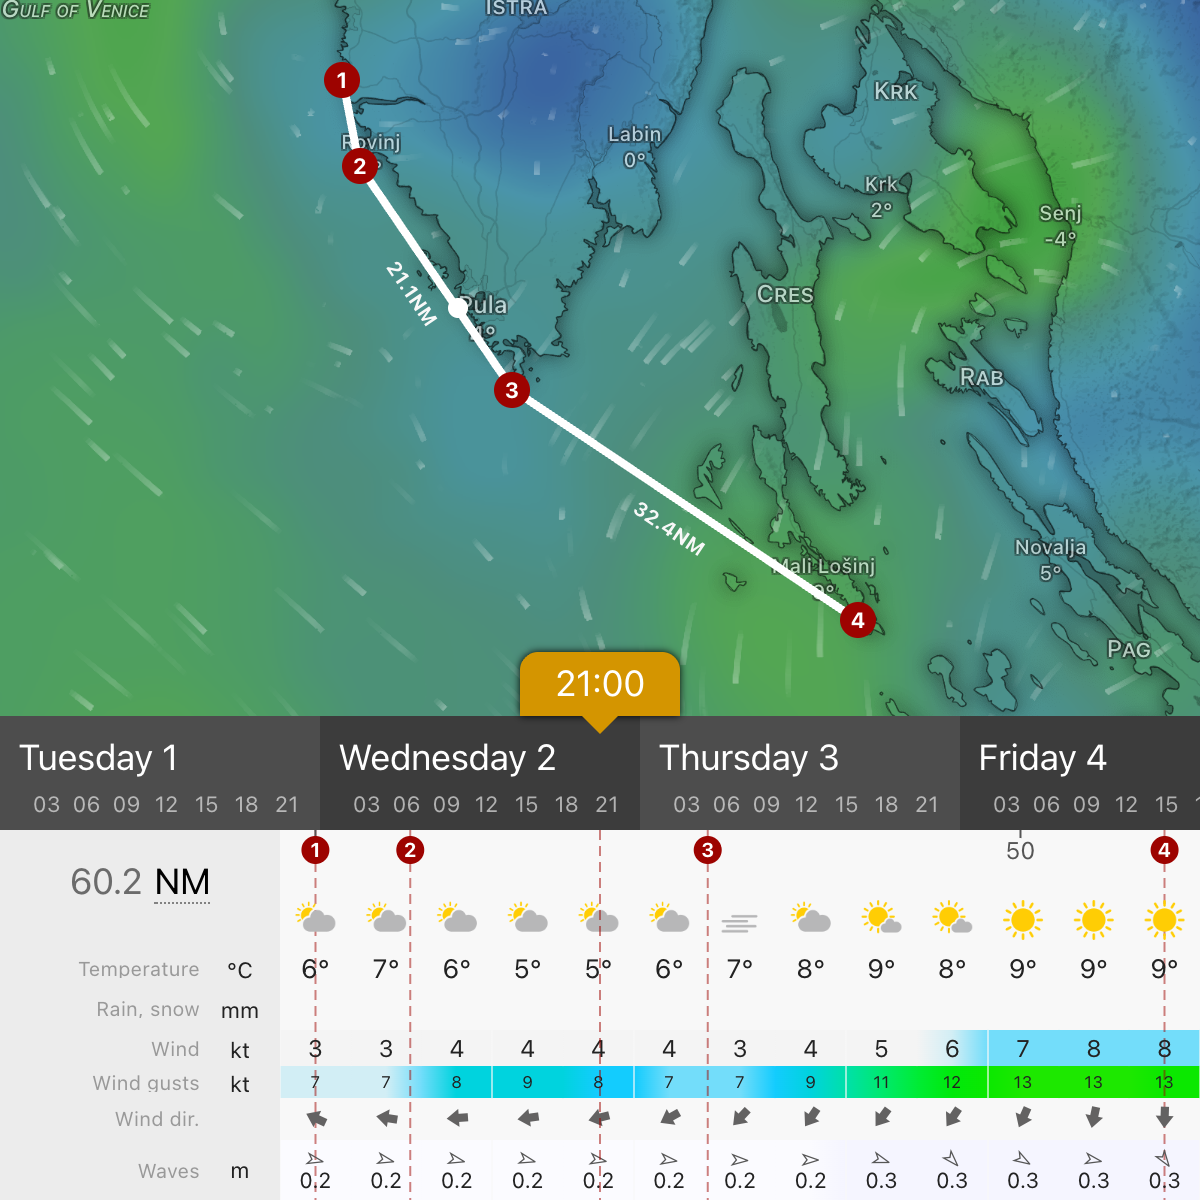 GULF OF VENICE
ISTRA
1
KRK
Rovinj
Labin
0°
2
Krk
2°
Senj
-4°
21.1NM
Pula
CRES
3
RAB
32.4NM
Mali Lošinj
Novalja
5°
4
PAG
21:00
Tuesday 1 Wednesday 2 Thursday 3 Friday 4
03 06 09 12 15 18 21 03 06 09 12 15 18 21 03 06 09 12 15 18 21 03 06 09 12 15
1 2 3 50 4
60.2 NM
Temperature °C 6° 7° 6° 5° 5° 6° 7° 8° 9° 8° 9° 9° 9°
Rain, snow mm
Wind kt 3 3 4 4 4 4 3 4 5 6 7 8 8
Wind gusts kt 7 7 8 9 8 7 7 9 11 12 13 13 13
Wind dir.
Waves m 0.2 0.2 0.2 0.2 0.2 0.2 0.2 0.2 0.3 0.3 0.3 0.3 0.3